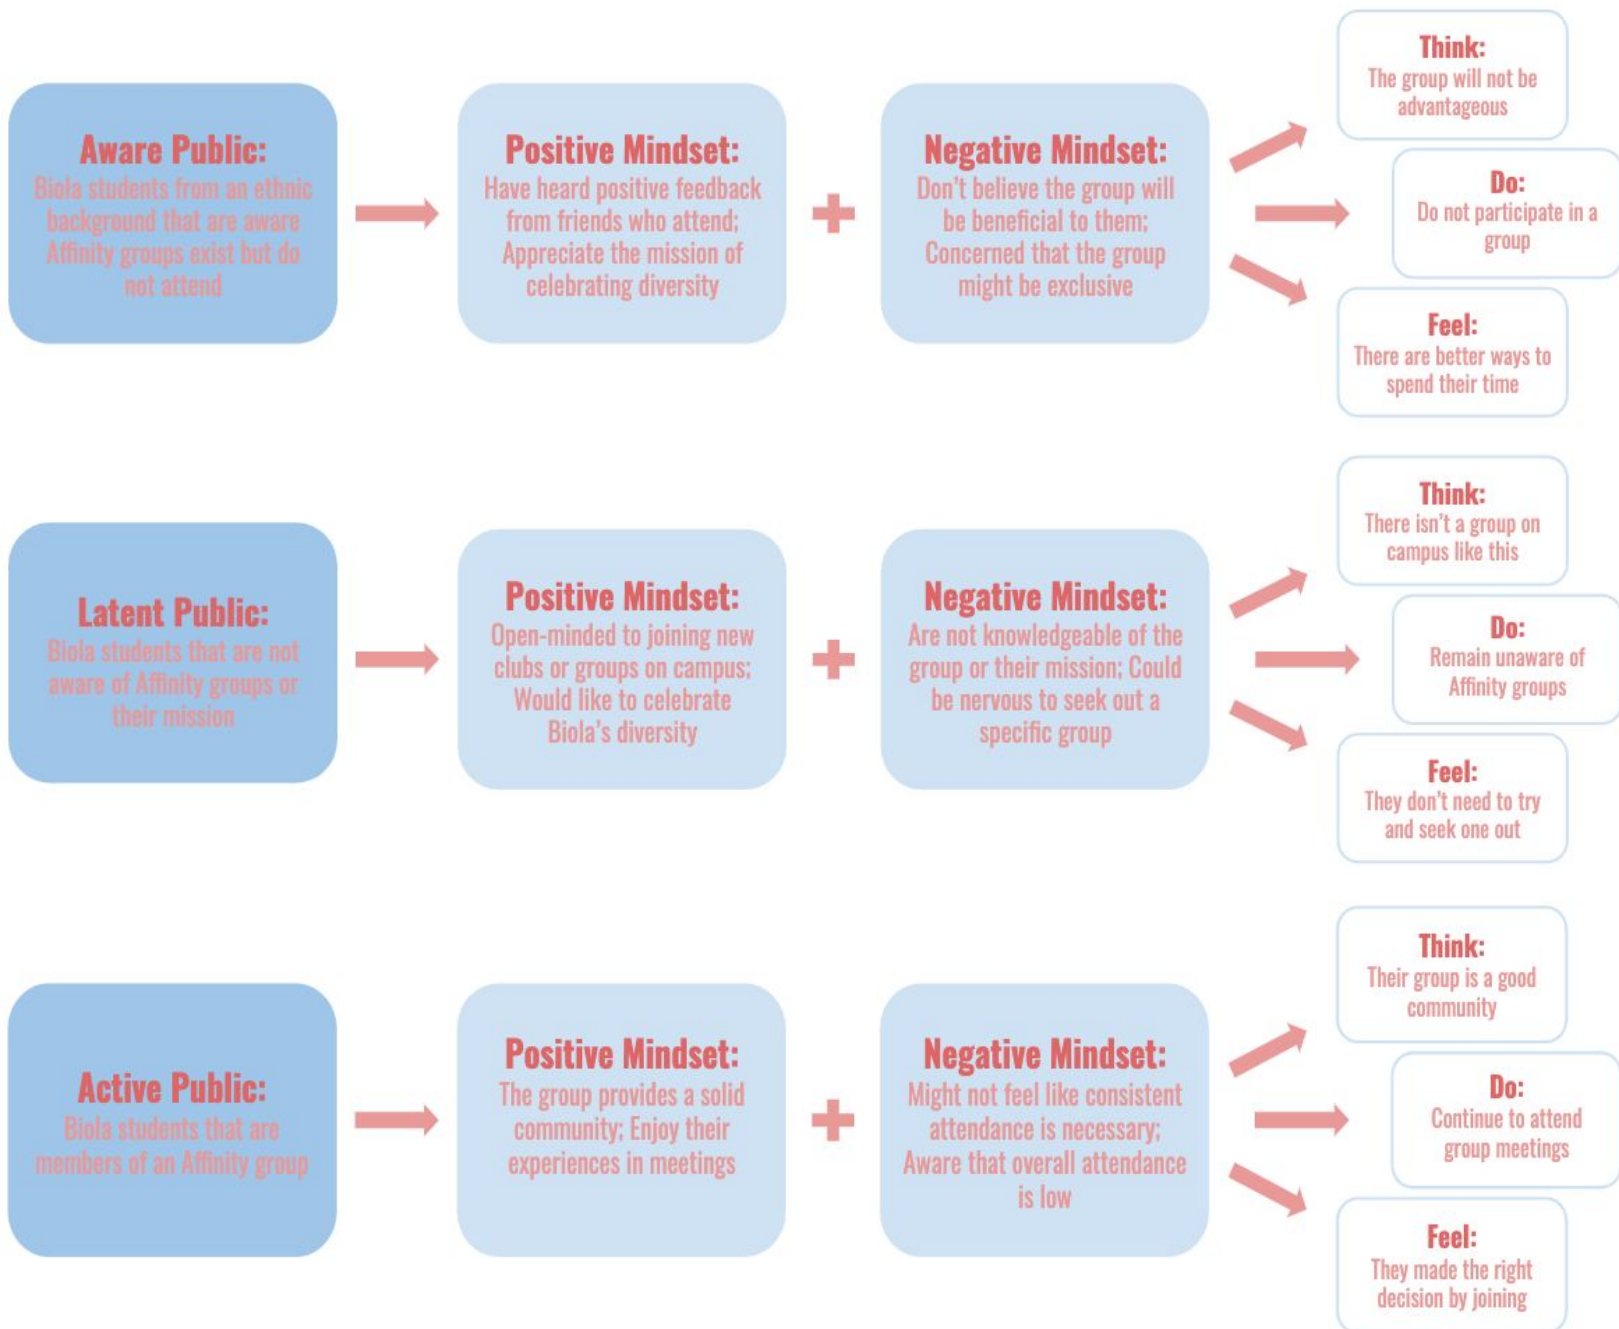 Aware Public:
Biola students from an ethnic
background that are aware
Affinity groups exist but do
not attend
Positive Mindset:
Have heard positive feedback
from friends who attend;
Appreciate the mission of
celebrating diversity
Negative Mindset:
Don't believe the group will
be beneficial to them;
Concerned that the group
might be exclusive
Think:
The group will not be
advantageous
Do:
Do not participate in a
group
Feel:
There are better ways to
spend their time
Latent Public:
Biola students that are not
aware of Affinity groups or
their mission
Positive Mindset:
Open-minded to joining new
clubs or groups on campus;
Would like to celebrate
Biola's diversity
Negative Mindset:
Are not knowledgeable of the
group or their mission; Could
be nervous to seek out a
specific group
Think:
There isn't a group on
campus like this
Do:
Remain unaware of
Affinity groups
Feel:
They don't need to try
and seek one out
Active Public:
Biola students that are
members of an Affinity group
Positive Mindset:
The group provides a solid
community; Enjoy their
experiences in meetings
Negative Mindset:
Might not feel like consistent
attendance is necessary;
Aware that overall attendance
is low
Think:
Their group is a good
community
Do:
Continue to attend
group meetings
Feel:
They made the right
decision by joining